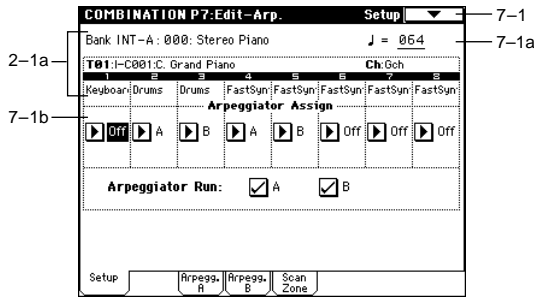 COMBINATION P7:Edit-Arp. Setup 7–1
Bank INT-A: 000: Stereo Piano ♩ = 064 7–1a
2–1a
T01:I-C001:C. Grand Piano Ch:Gch
1 2 3 4 5 6 7 8
Keyboar Drums Drums FastSyn FastSyn FastSyn FastSyn FastSyn
Arpeggiator Assign
7–1b
Off A B A B Off Off Off
Arpeggiator Run: A B
Setup Arpegg. A Arpegg. B Scan Zone